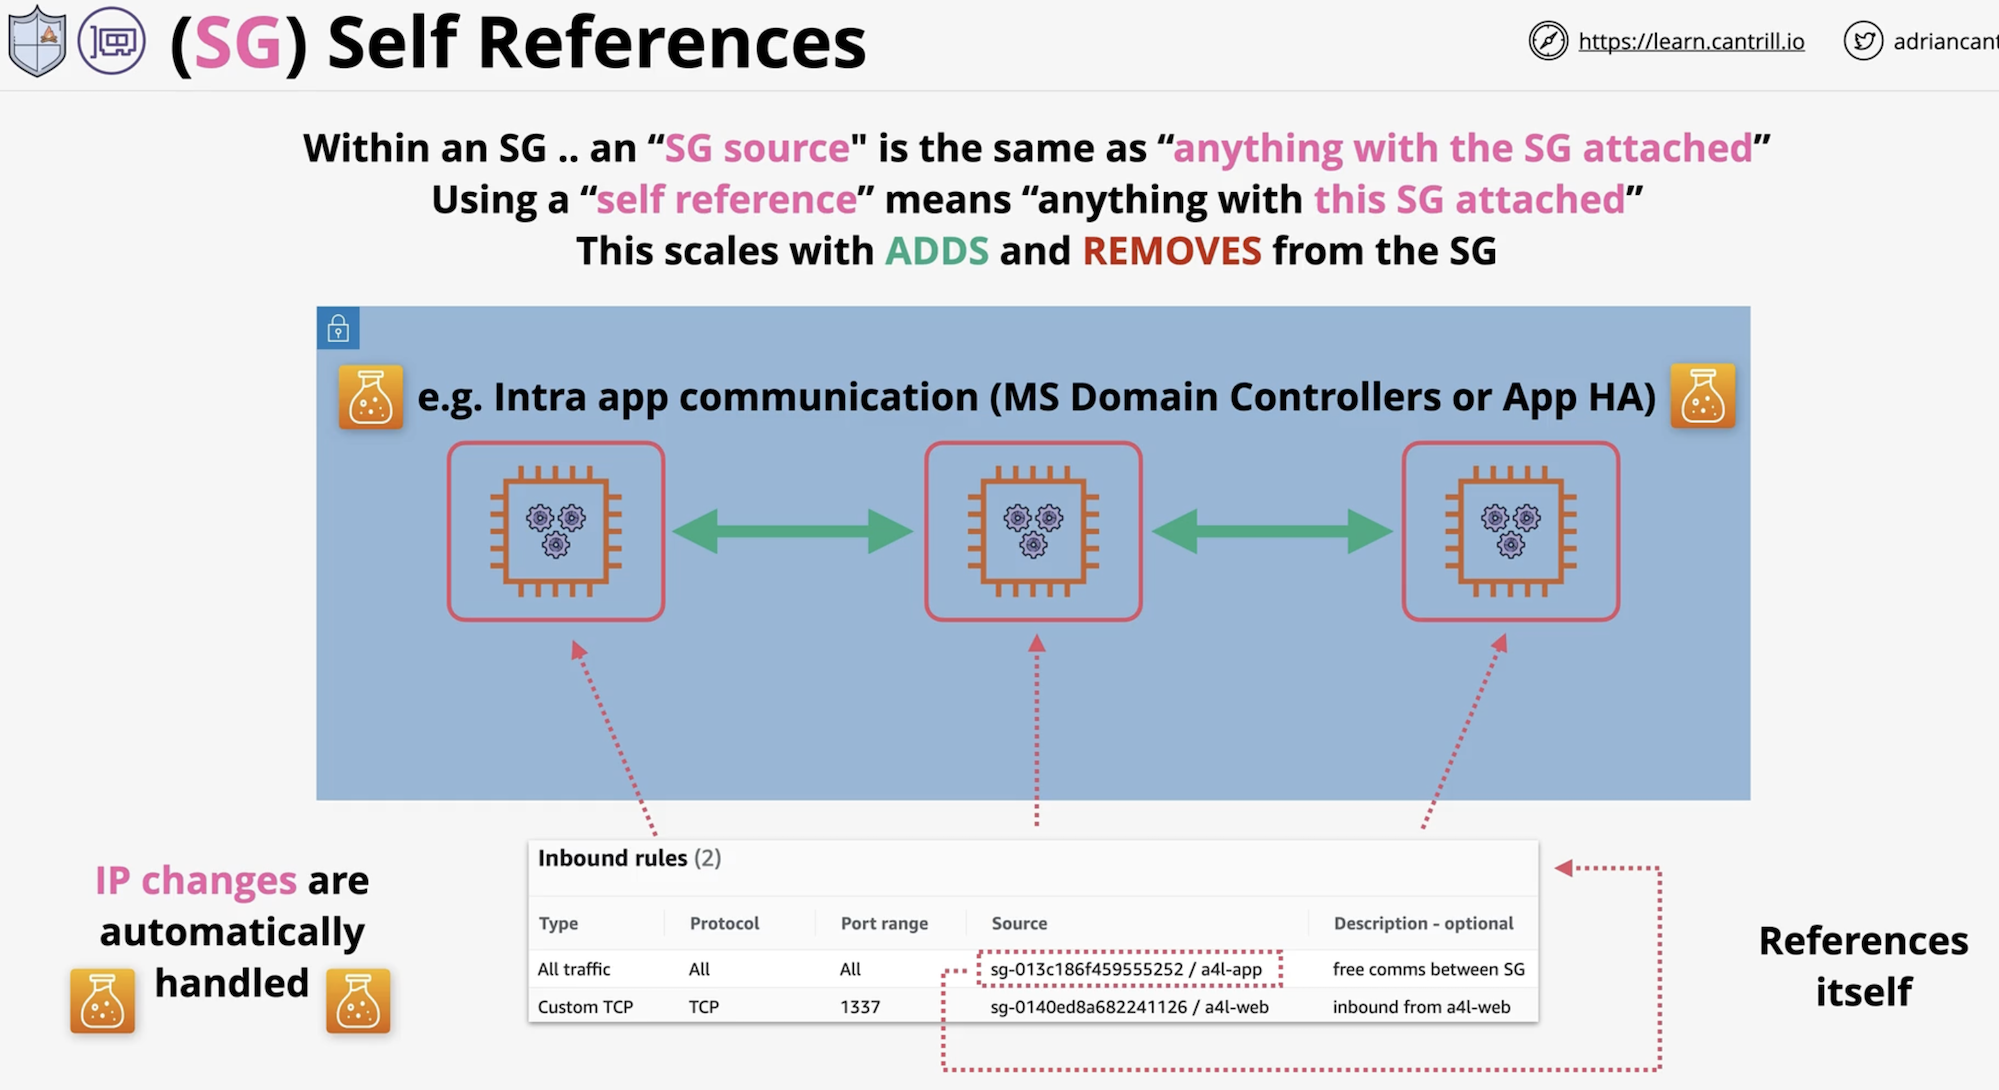 (SG) Self References
https://learn.cantrill.io
adriancant
Within an SG .. an “SG source" is the same as “anything with the SG attached”
Using a “self reference” means “anything with this SG attached”
This scales with ADDS and REMOVES from the SG
e.g. Intra app communication (MS Domain Controllers or App HA)
IP changes are
automatically
handled
Inbound rules (2)
Type Protocol Port range Source Description - optional
All traffic All All sg-013c186f459555252 / a4l-app free comms between SG
Custom TCP TCP 1337 sg-0140ed8a682241126 / a4l-web inbound from a4l-web
References
itself